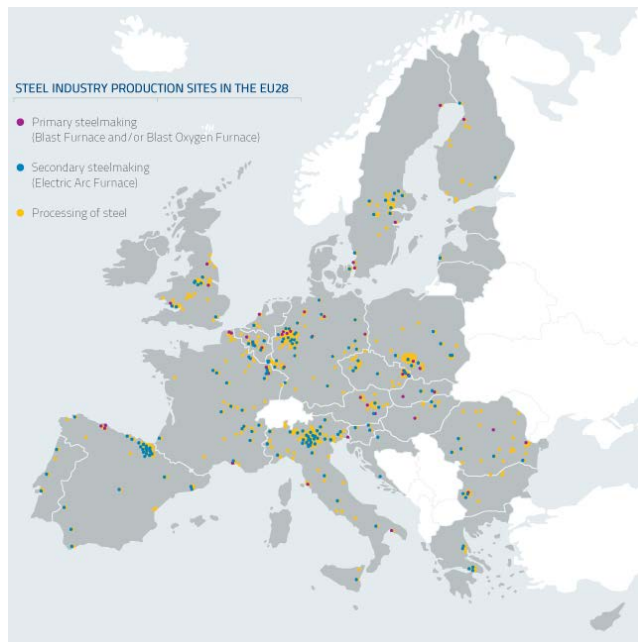 STEEL INDUSTRY PRODUCTION SITES IN THE EU28
Primary steelmaking
(Blast Furnace and/or Blast Oxygen Furnace)
Secondary steelmaking
(Electric Arc Furnace)
Processing of steel